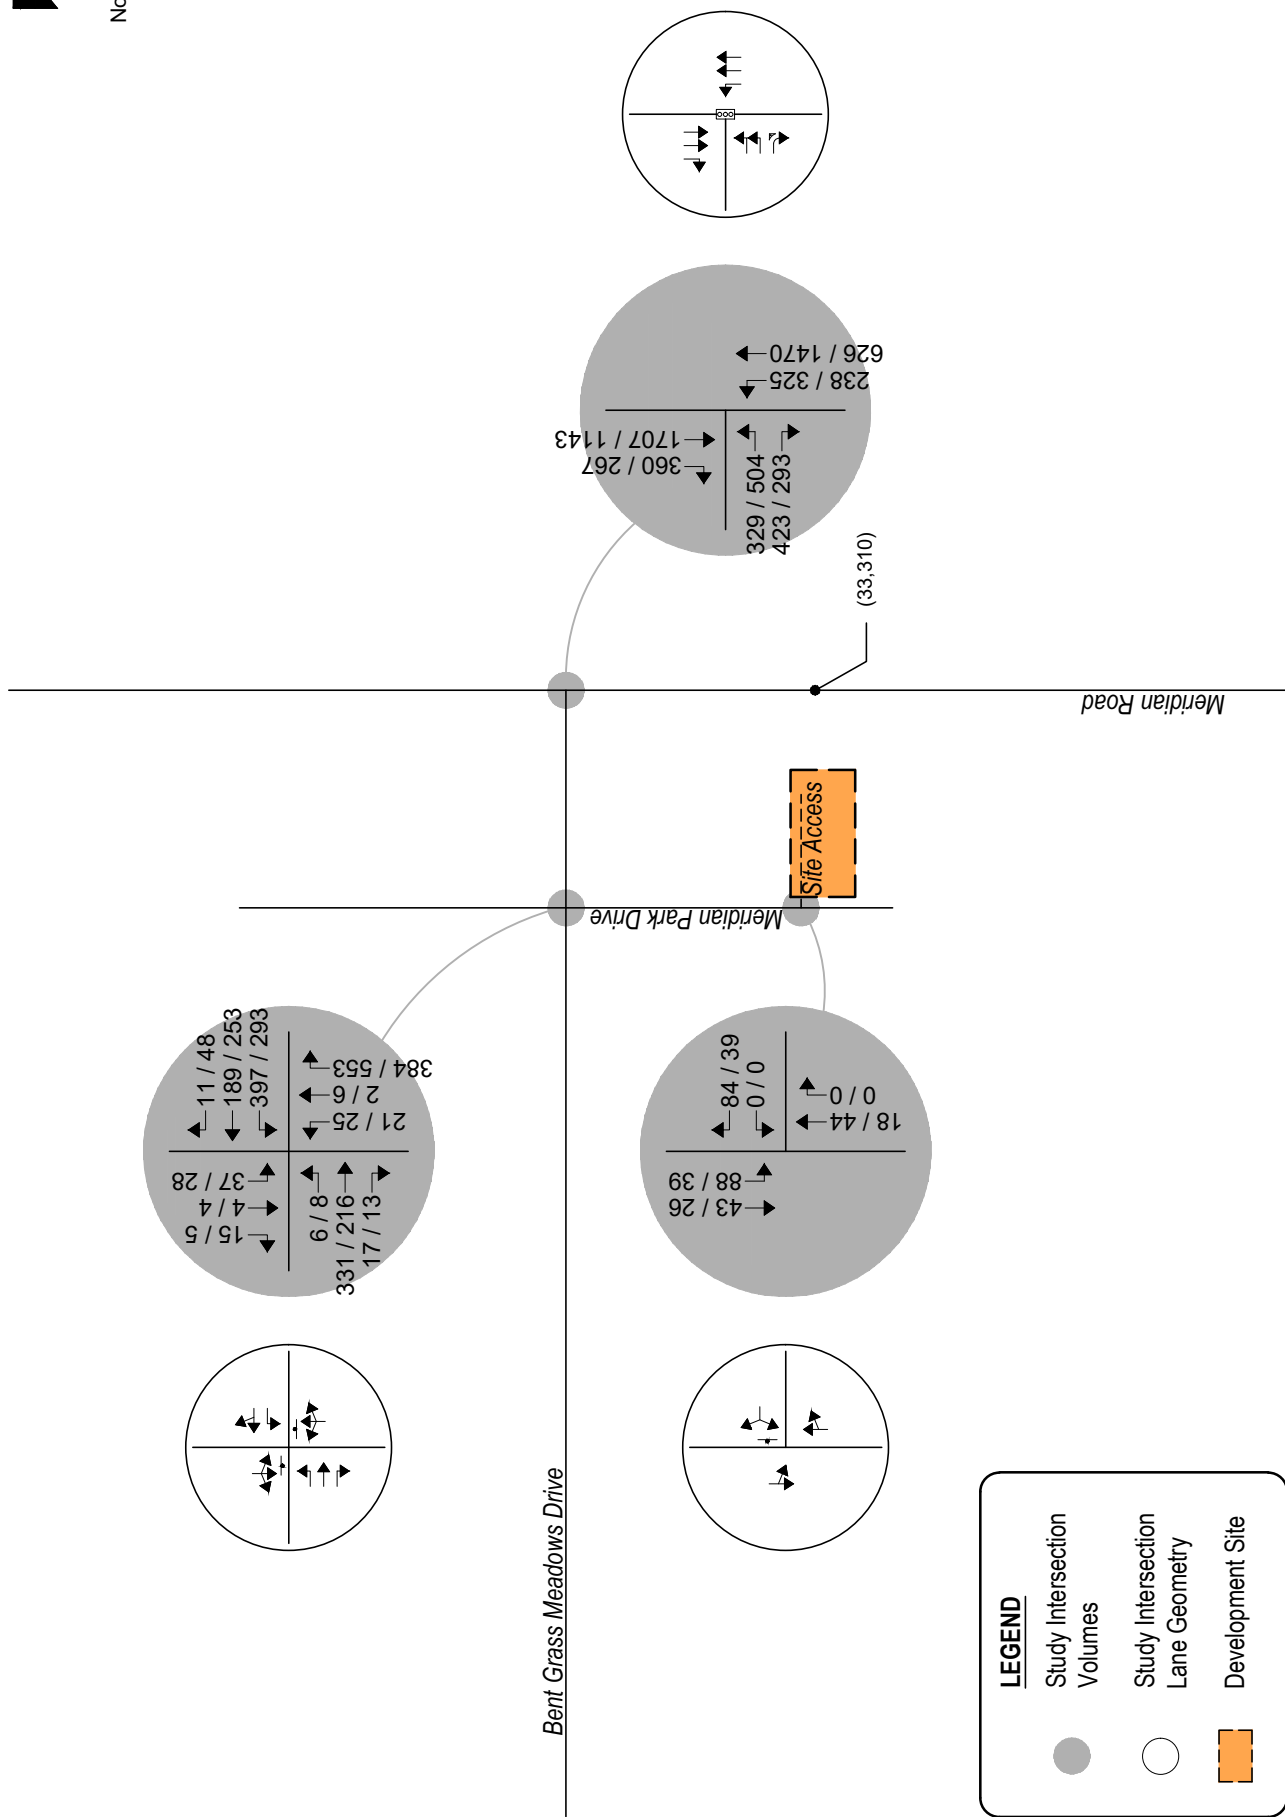 No
626 / 1470
238 / 325
1707 / 1143
360 / 267
329 / 504
423 / 293
(33,310)
Meridian Road
Site Access
Meridian Park Drive
11 / 48
189 / 253
397 / 293
384 / 553
2 / 6
21 / 25
37 / 28
4 / 4
15 / 5
6 / 8
331 / 216
17 / 13
84 / 39
0 / 0
0 / 0
18 / 44
88 / 39
43 / 26
Bent Grass Meadows Drive
LEGEND
Study Intersection
Volumes
Study Intersection
Lane Geometry
Development Site